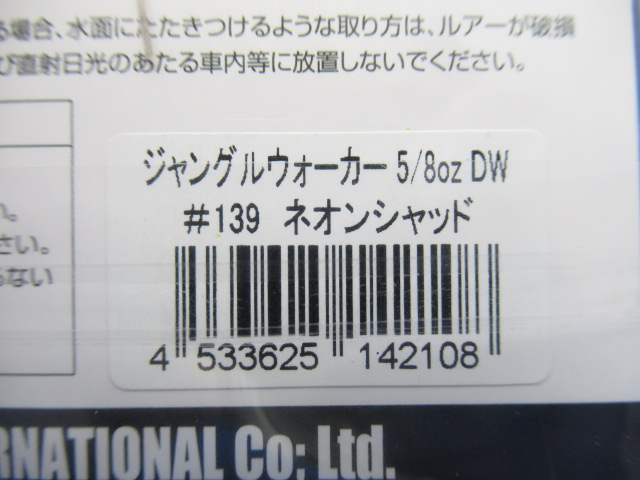 る場合、水面にたたきつけるような取り方は、ルアーが破損
び直射日光のあたる車内等に放置しないでください。
ジャングルウォーカー 5/8oz DW
#139 ネオンシャッド
い。
さい。
らない
4 533625 142108
RNATIONAL Co; Ltd.